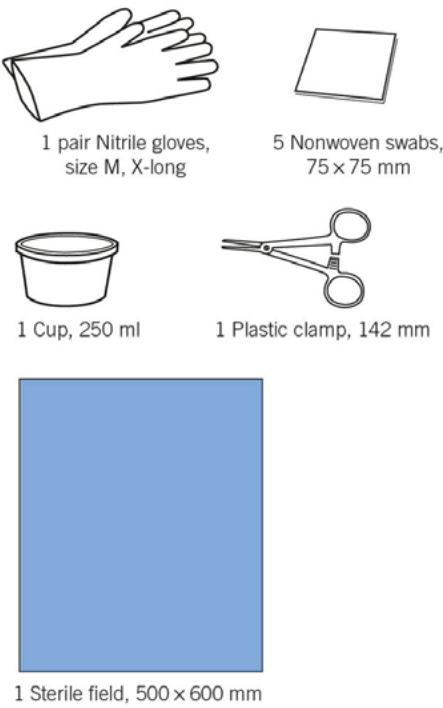 1 pair Nitrile gloves,
size M, X-long
5 Nonwoven swabs,
75 × 75 mm
1 Cup, 250 ml
1 Plastic clamp, 142 mm
1 Sterile field, 500 × 600 mm